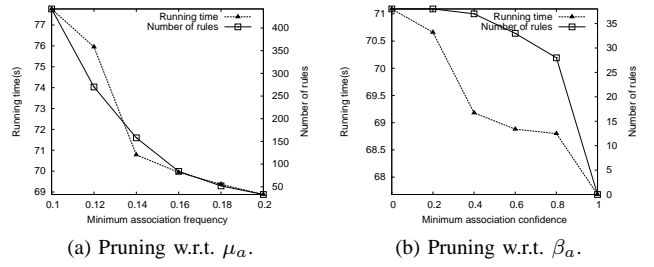 Running time
Number of rules
77
76
75
74
73
72
71
70
69
400
350
300
250
200
150
100
50
0.1 0.12 0.14 0.16 0.18 0.2
Running time(s)
Number of rules
Minimum association frequency
(a) Pruning w.r.t. μₐ.
Running time
Number of rules
71
70.5
70
69.5
69
68.5
68
35
30
25
20
15
10
5
0
0 0.2 0.4 0.6 0.8 1
Running time(s)
Number of rules
Minimum association confidence
(b) Pruning w.r.t. βₐ.